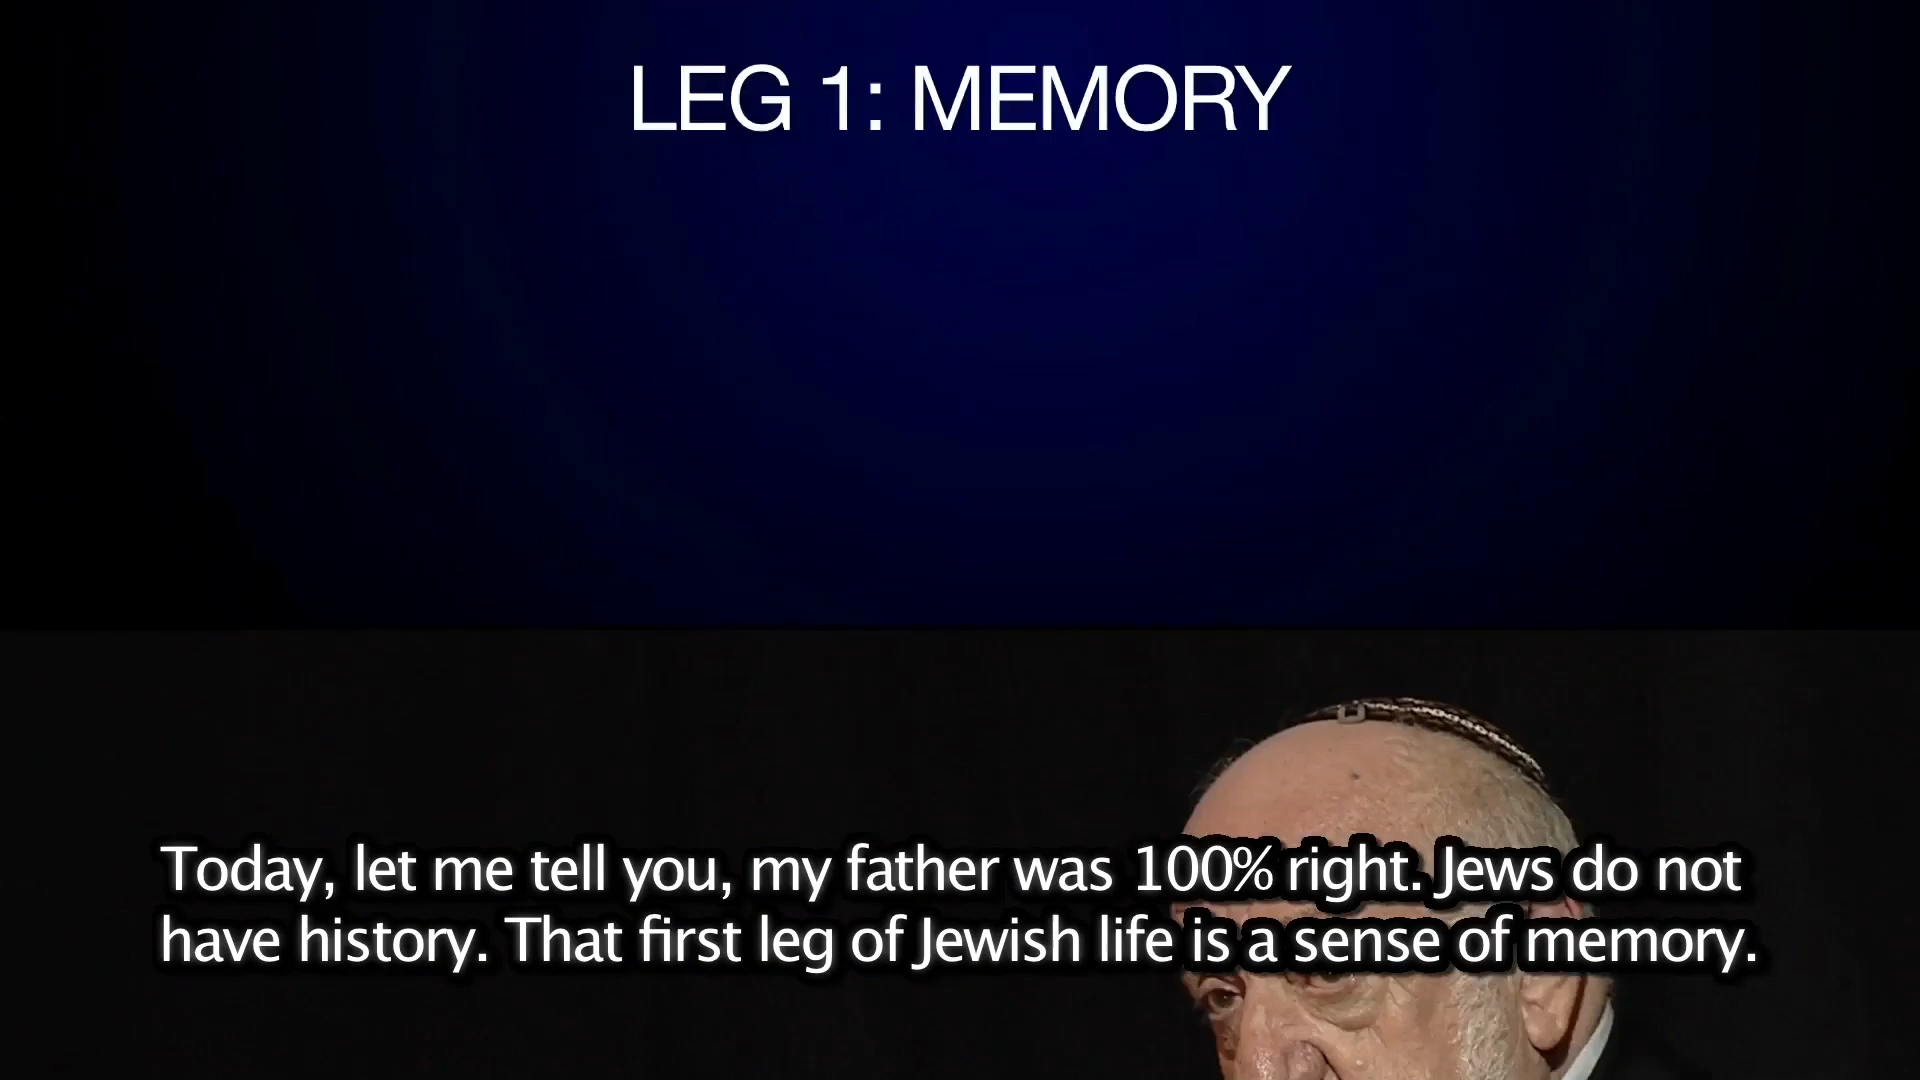 LEG 1: MEMORY
Today, let me tell you, my father was 100% right. Jews do not
have history. That first leg of Jewish life is a sense of memory.